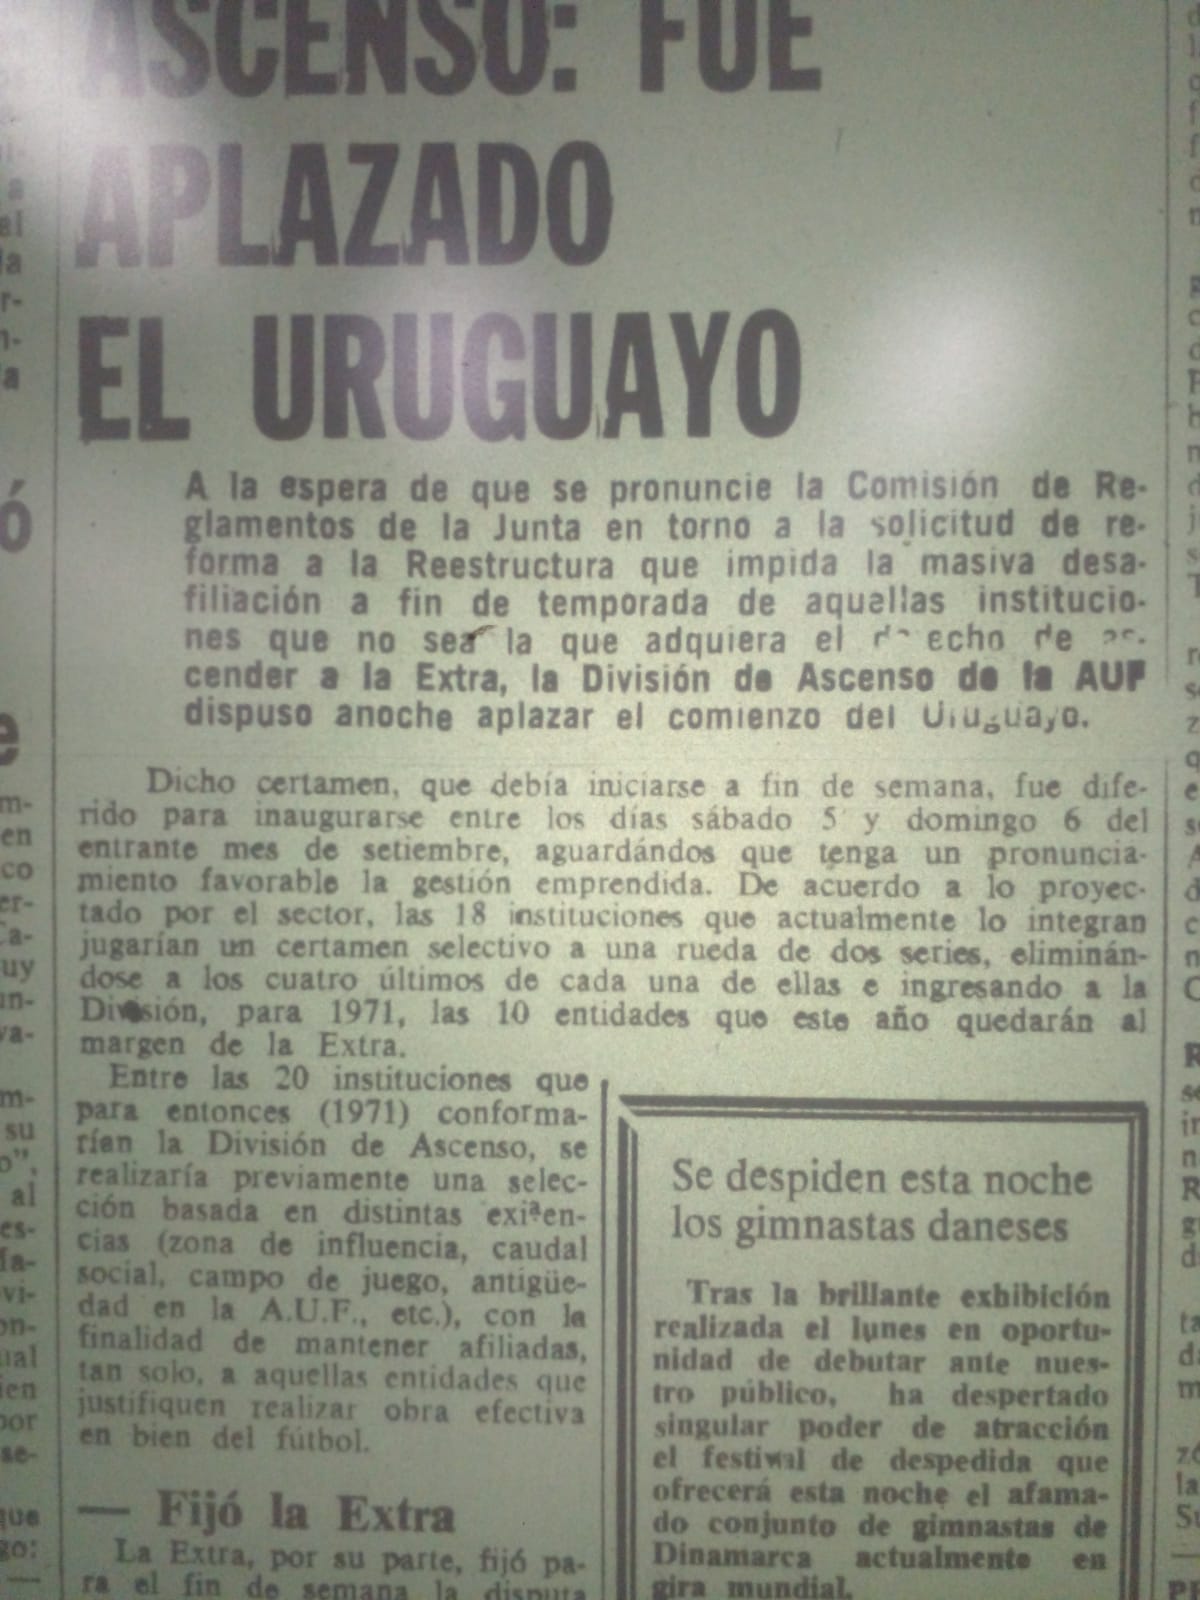 ASCENSO: FUE
APLAZADO
EL URUGUAYO
A la espera de que se pronuncie la Comisión de Re-
glamentos de la Junta en torno a la solicitud de re-
forma a la Reestructura que impida la masiva desa-
filiación a fin de temporada de aquellas institucio-
nes que no sea la que adquiera el derecho de as-
cender a la Extra, la División de Ascenso de la AUF
dispuso anoche aplazar el comienzo del Uruguayo.
Dicho certamen, que debía iniciarse a fin de semana, fue dife-
rido para inaugurarse entre los días sábado 5 y domingo 6 del
entrante mes de setiembre, aguardándos que tenga un pronuncia-
miento favorable la gestión emprendida. De acuerdo a lo proyec-
tado por el sector, las 18 instituciones que actualmente lo integran
jugarían un certamen selectivo a una rueda de dos series, eliminán-
dose a los cuatro últimos de cada una de ellas e ingresando a la
División, para 1971, las 10 entidades que este año quedarán al
margen de la Extra.
Entre las 20 instituciones que
para entonces (1971) conforma-
rían la División de Ascenso, se
realizaría previamente una selec-
ción basada en distintas exiªen-
cias (zona de influencia, caudal
social, campo de juego, antigüe-
dad en la A.U.F., etc.), con la
finalidad de mantener afiliadas,
tan solo, a aquellas entidades que
justifiquen realizar obra efectiva
en bien del fútbol.
— Fijó la Extra
La Extra, por su parte, fijó pa-
ra el fin de semana la disputa
Se despiden esta noche
los gimnastas daneses
Tras la brillante exhibición
realizada el lunes en oportu-
nidad de debutar ante nues-
tro público, ha despertado
singular poder de atracción
el festival de despedida que
ofrecerá esta noche el afama-
do conjunto de gimnastas de
Dinamarca actualmente en
gira mundial.